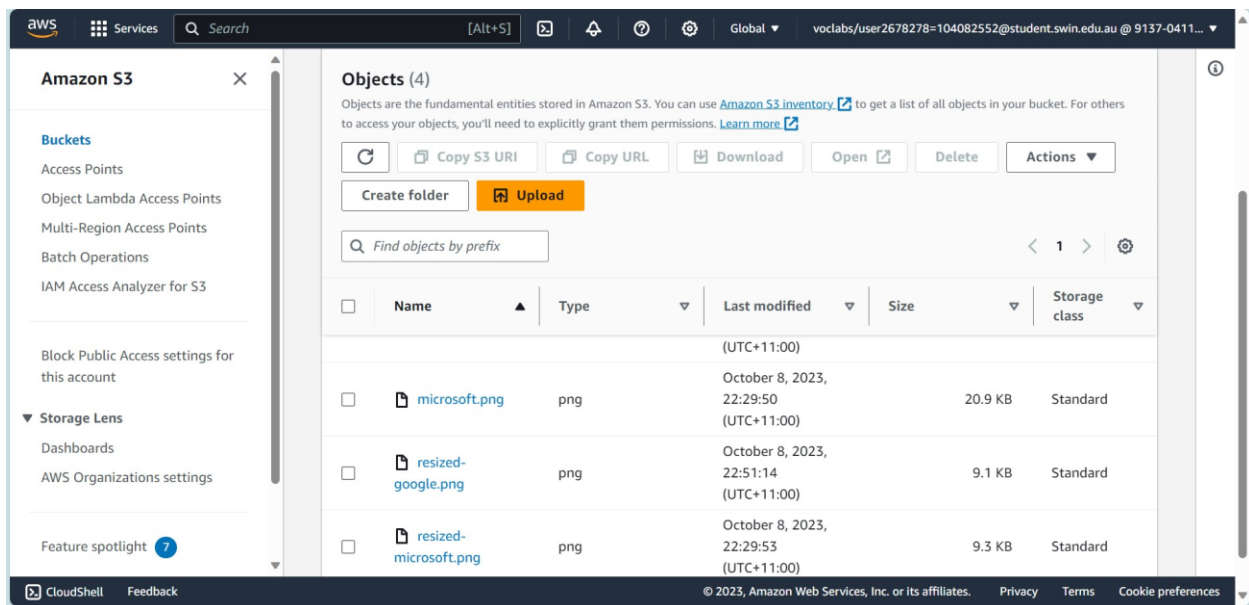 aws
Services
Search
[Alt+S]
Global ▼
voclabs/user2678278=104082552@student.swin.edu.au @ 9137-0411... ▼
Amazon S3
Buckets
Access Points
Object Lambda Access Points
Multi-Region Access Points
Batch Operations
IAM Access Analyzer for S3
Block Public Access settings for
this account
▼ Storage Lens
Dashboards
AWS Organizations settings
Feature spotlight 7
Objects (4)
Objects are the fundamental entities stored in Amazon S3. You can use Amazon S3 inventory to get a list of all objects in your bucket. For others
to access your objects, you'll need to explicitly grant them permissions. Learn more
Copy S3 URI
Copy URL
Download
Open
Delete
Actions ▼
Create folder
Upload
Find objects by prefix
1
Name
Type
Last modified
Size
Storage
class
(UTC+11:00)
microsoft.png
png
October 8, 2023,
22:29:50
(UTC+11:00)
20.9 KB
Standard
resized-
google.png
png
October 8, 2023,
22:51:14
(UTC+11:00)
9.1 KB
Standard
resized-
microsoft.png
png
October 8, 2023,
22:29:53
(UTC+11:00)
9.3 KB
Standard
CloudShell
Feedback
© 2023, Amazon Web Services, Inc. or its affiliates.
Privacy
Terms
Cookie preferences